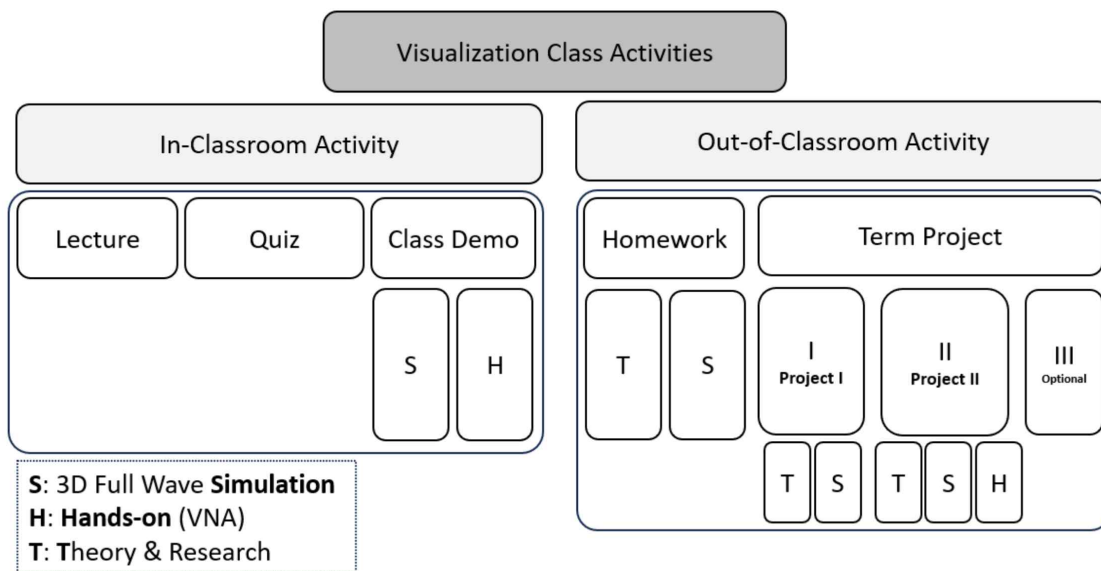 Visualization Class Activities
In-Classroom Activity
Out-of-Classroom Activity
Lecture
Quiz
Class Demo
Homework
Term Project
S
H
T
S
I
Project I
II
Project II
III
Optional
T
S
T
S
H
S: 3D Full Wave Simulation
H: Hands-on (VNA)
T: Theory & Research